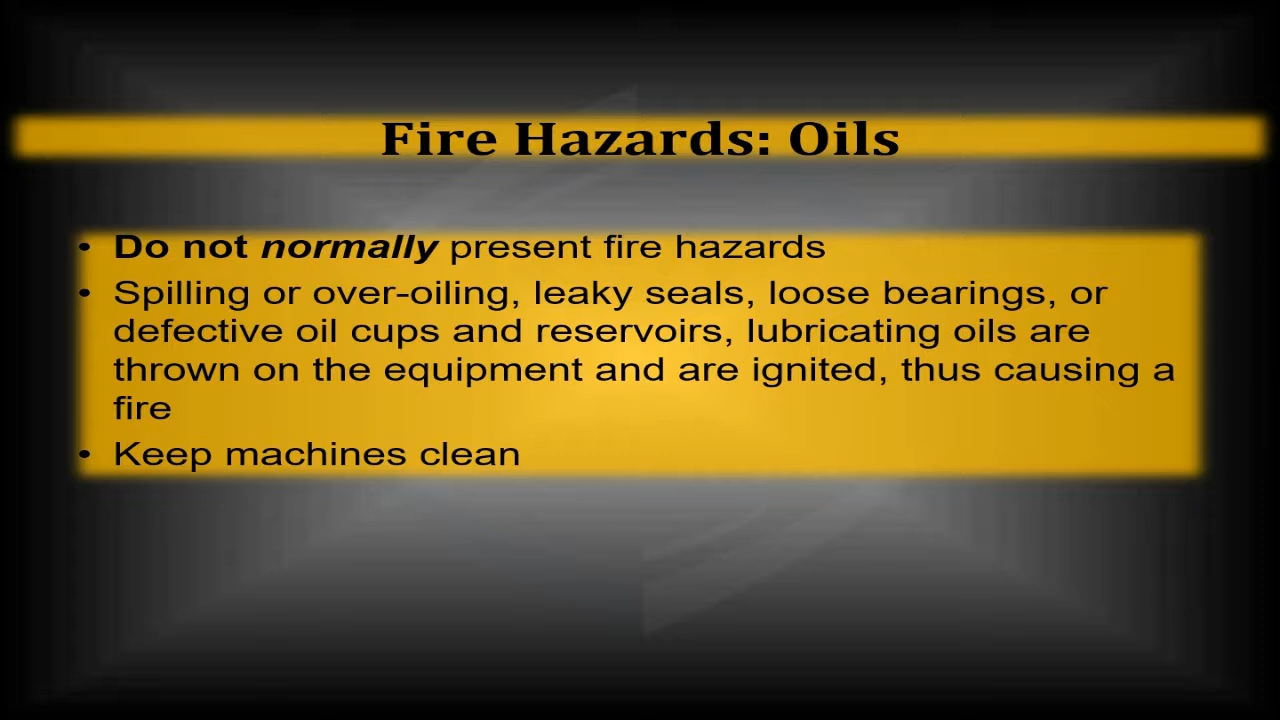 Fire Hazards: Oils
• Do not normally present fire hazards
• Spilling or over-oiling, leaky seals, loose bearings, or
defective oil cups and reservoirs, lubricating oils are
thrown on the equipment and are ignited, thus causing a
fire
• Keep machines clean